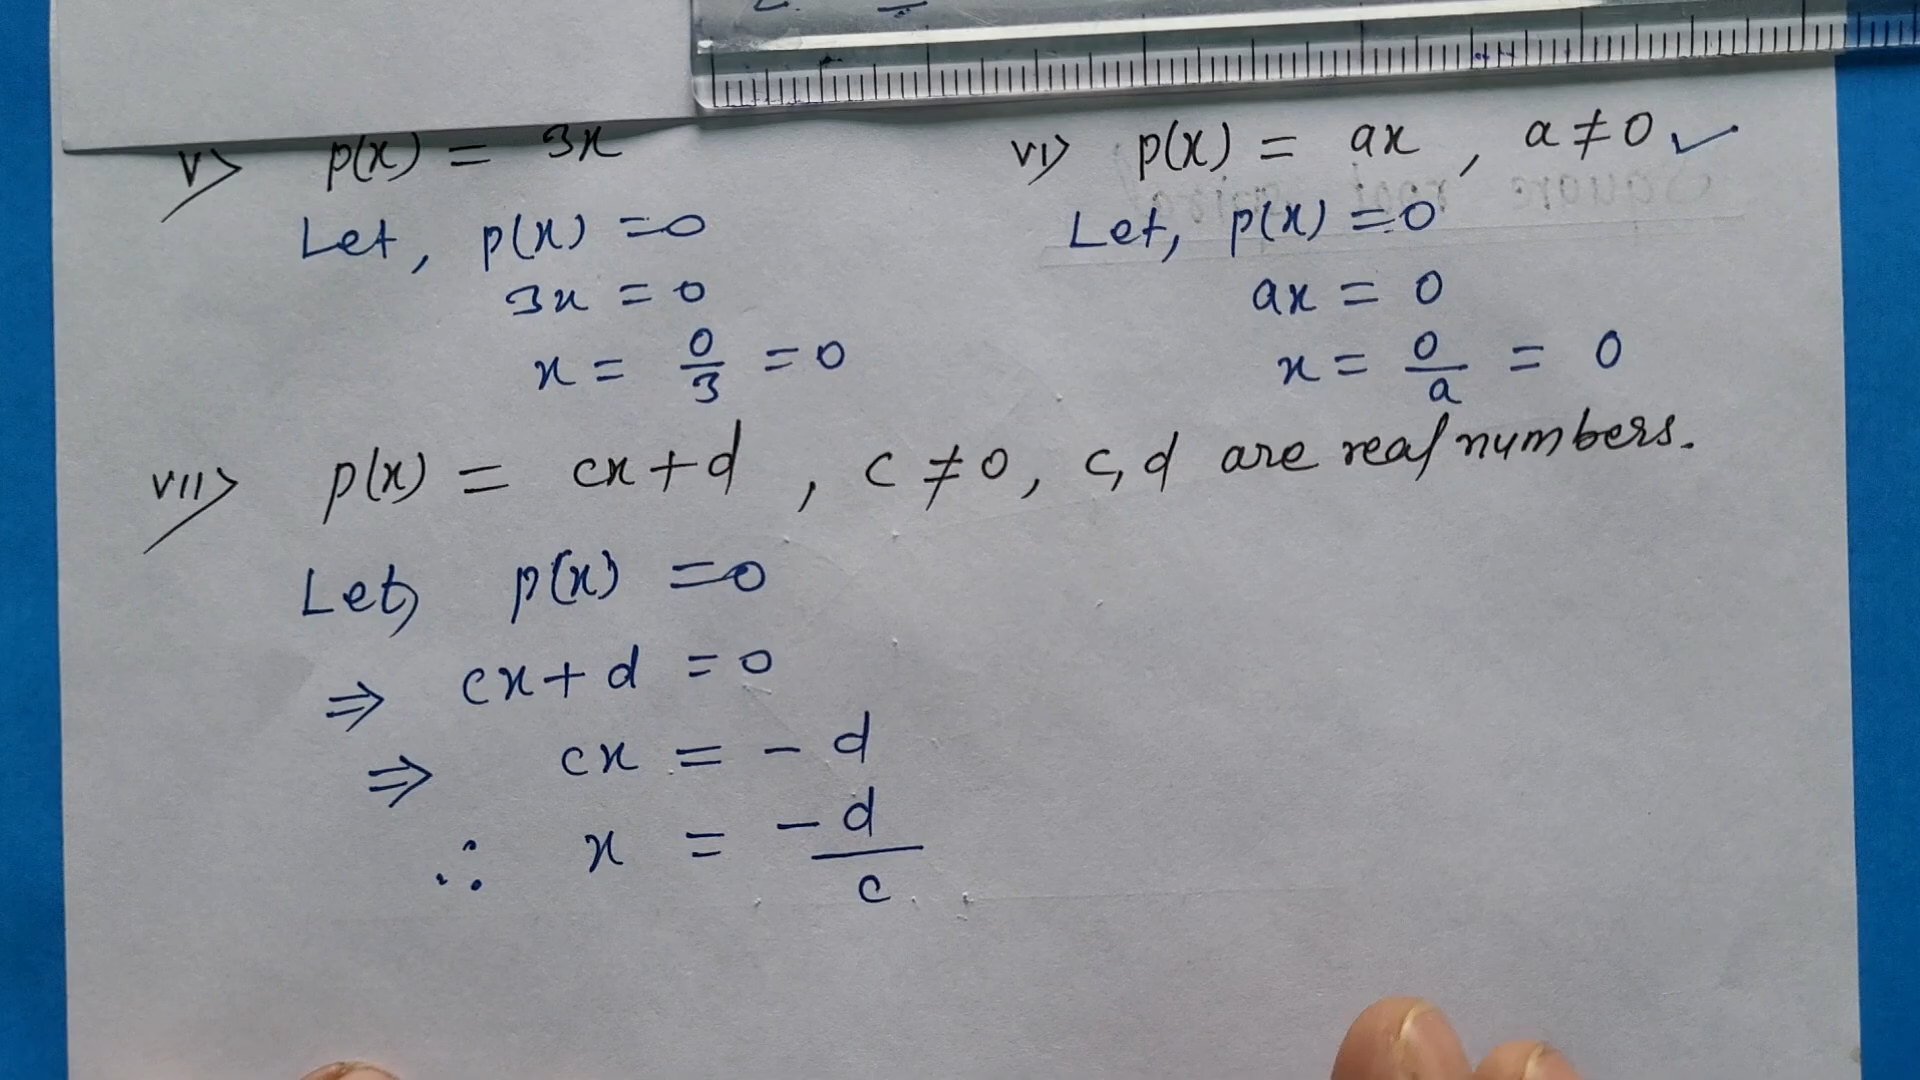 v> p(x) = 3x
Let, p(x) = 0
3x = 0
x = 0/3 = 0
vi> p(x) = ax , a ≠ 0 ✓
Let, p(x) = 0
ax = 0
x = 0/a = 0
vii> p(x) = cx + d , c ≠ 0, c, d are real numbers.
Let, p(x) = 0
⇒ cx + d = 0
⇒ cx = - d
∴ x = - d/c